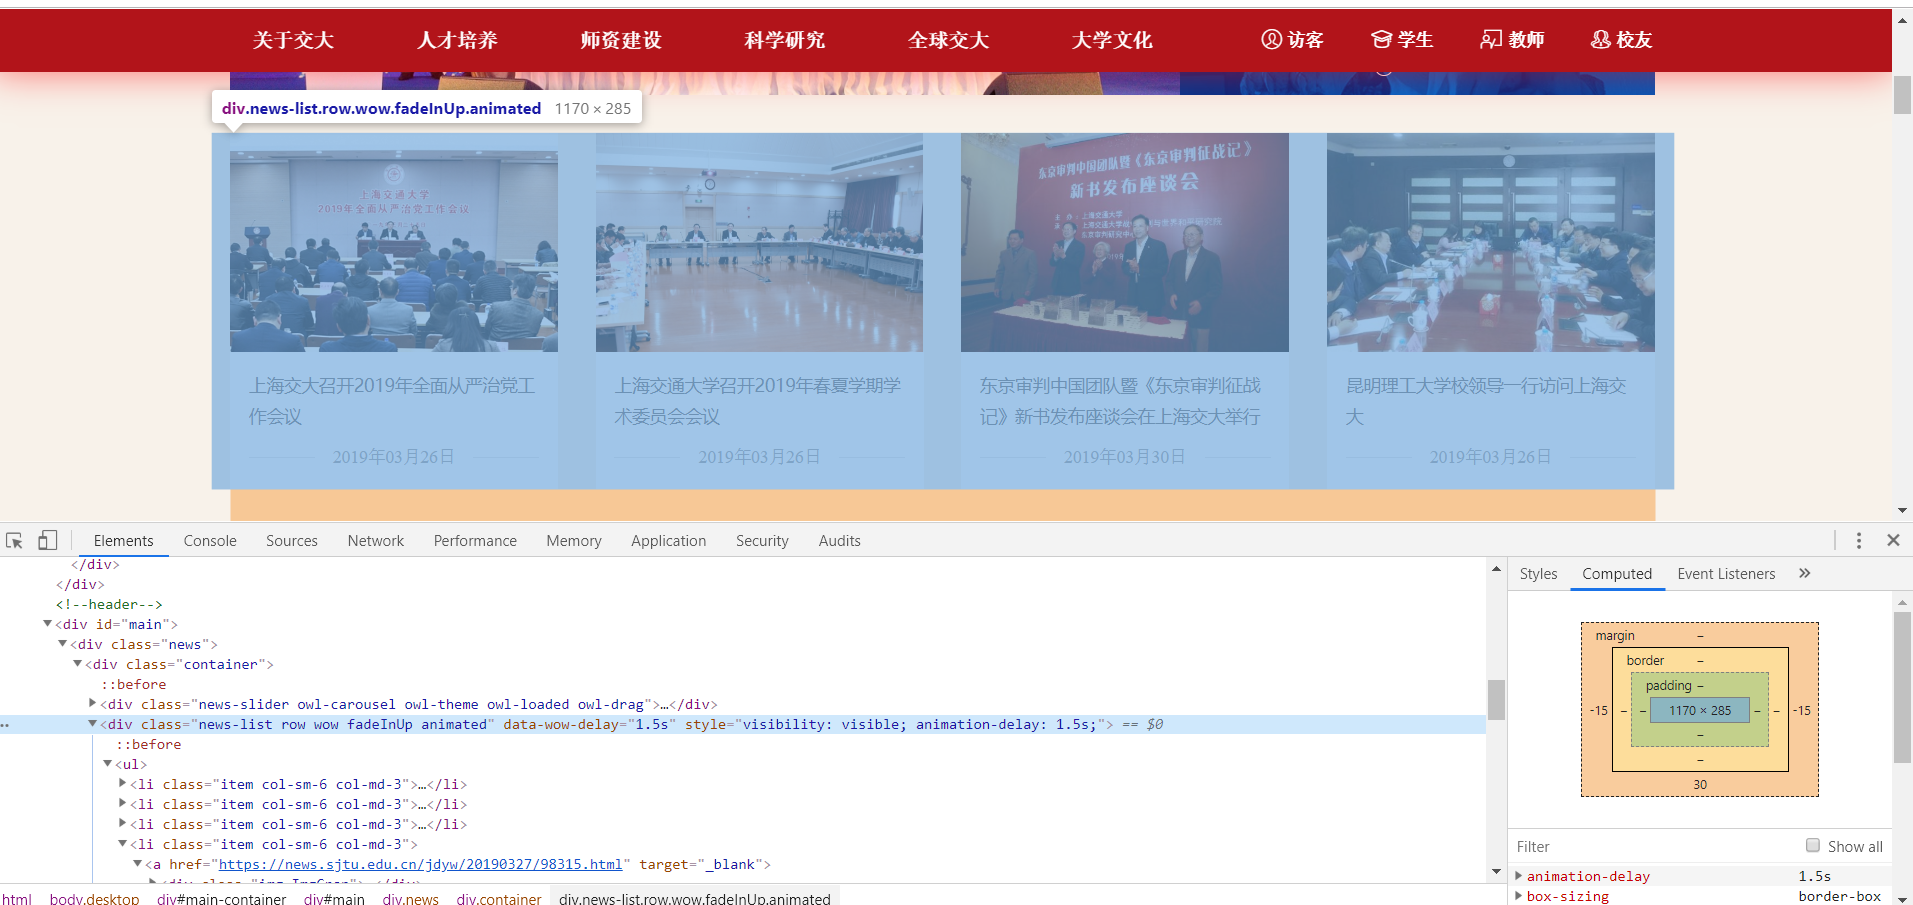 关于交大 人才培养 师资建设 科学研究 全球交大 大学文化 访客 学生 教师 校友
div.news-list.row.wow.fadeInUp.animated 1170 × 285
上海交通大学
2019年全面从严治党工作会议
东京审判中国团队暨《东京审判征战记》
新书发布座谈会
上海交大召开2019年全面从严治党工
作会议
上海交通大学召开2019年春夏学期学
术委员会会议
东京审判中国团队暨《东京审判征战
记》新书发布座谈会在上海交大举行
昆明理工大学校领导一行访问上海交
大
2019年03月26日 2019年03月26日 2019年03月30日 2019年03月26日
Elements Console Sources Network Performance Memory Application Security Audits
</div>
</div>
<!--header-->
<div id="main">
<div class="news">
<div class="container">
::before
<div class="news-slider owl-carousel owl-theme owl-loaded owl-drag">…</div>
<div class="news-list row wow fadeInUp animated" data-wow-delay="1.5s" style="visibility: visible; animation-delay: 1.5s;"> == $0
::before
<ul>
<li class="item col-sm-6 col-md-3">…</li>
<li class="item col-sm-6 col-md-3">…</li>
<li class="item col-sm-6 col-md-3">…</li>
<li class="item col-sm-6 col-md-3">
<a href="https://news.sjtu.edu.cn/jdyw/20190327/98315.html" target="_blank">
html body.desktop div#main-container div#main div.news div.container div.news-list.row.wow.fadeInUp.animated
Styles Computed Event Listeners »
margin –
border –
padding –
-15 – – 1170 × 285 – – -15
–
–
30
Filter Show all
animation-delay 1.5s
box-sizing border-box